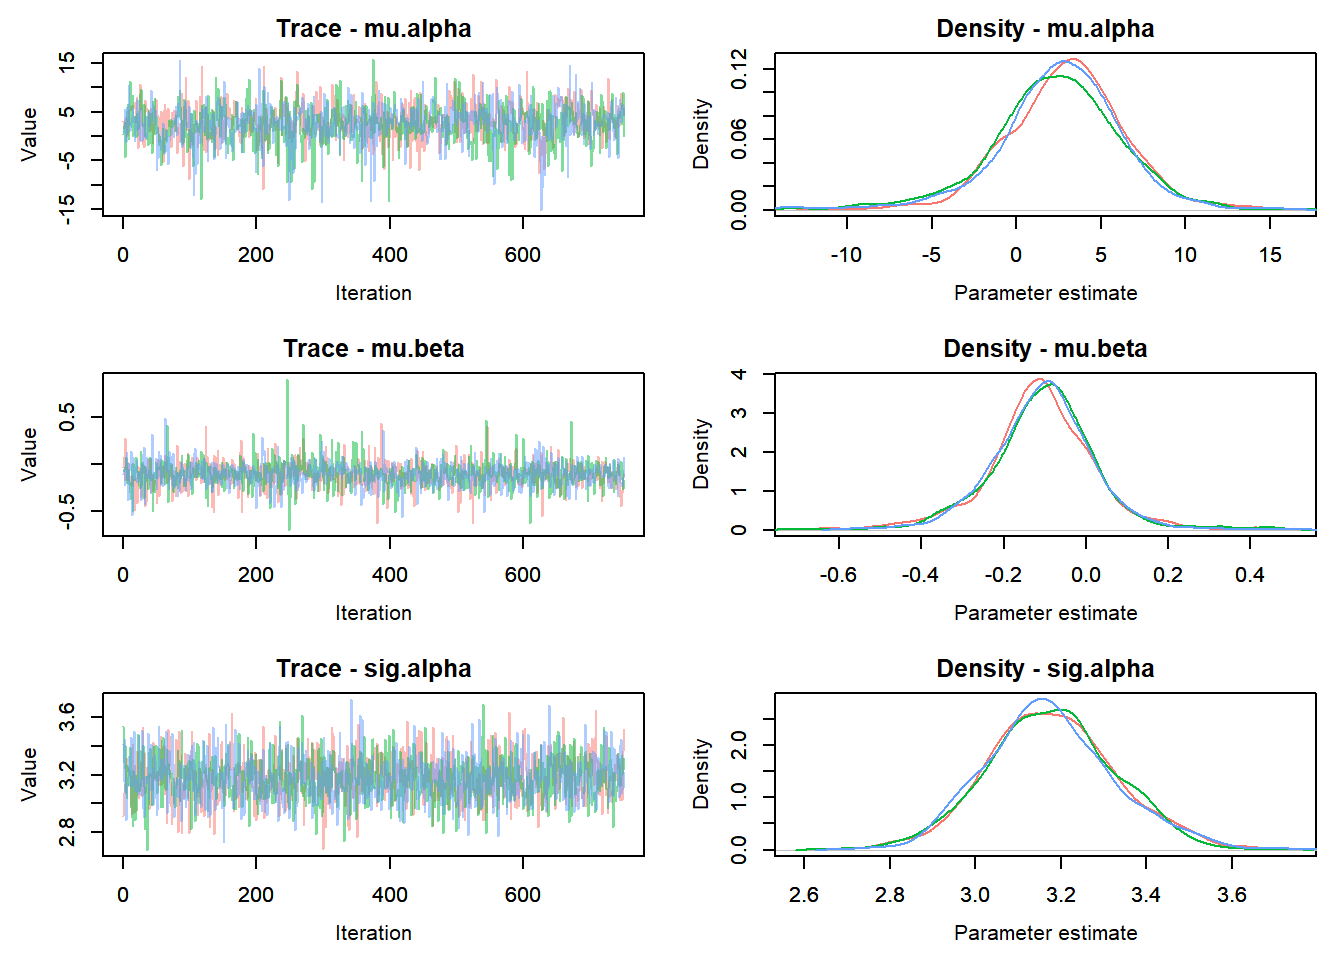 Trace - mu.alpha
Value
15
5
-5
-15
0
200
400
600
Iteration
Density - mu.alpha
Density
0.12
0.06
0.00
-10
-5
0
5
10
15
Parameter estimate
Trace - mu.beta
Value
0.5
-0.5
0
200
400
600
Iteration
Density - mu.beta
Density
4
3
2
1
0
-0.6
-0.4
-0.2
0.0
0.2
0.4
Parameter estimate
Trace - sig.alpha
Value
3.6
3.2
2.8
0
200
400
600
Iteration
Density - sig.alpha
Density
2.0
1.0
0.0
2.6
2.8
3.0
3.2
3.4
3.6
Parameter estimate